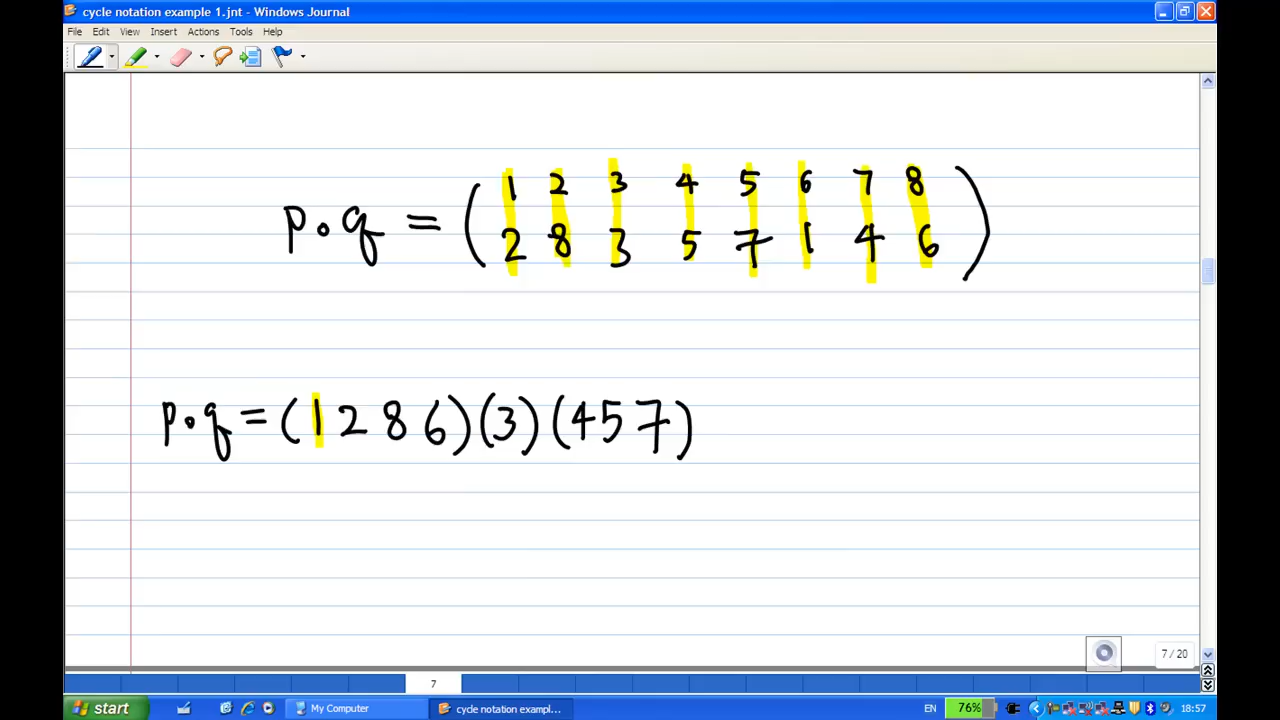 cycle notation example 1.jnt - Windows Journal
File Edit View Insert Actions Tools Help
1 2 3 4 5 6 7 8
p∘q = (
2 8 3 5 7 1 4 6 )
p∘q = (1 2 8 6)(3)(4 5 7)
7 / 20
7
start My Computer cycle notation exampl... EN 76% 18:57